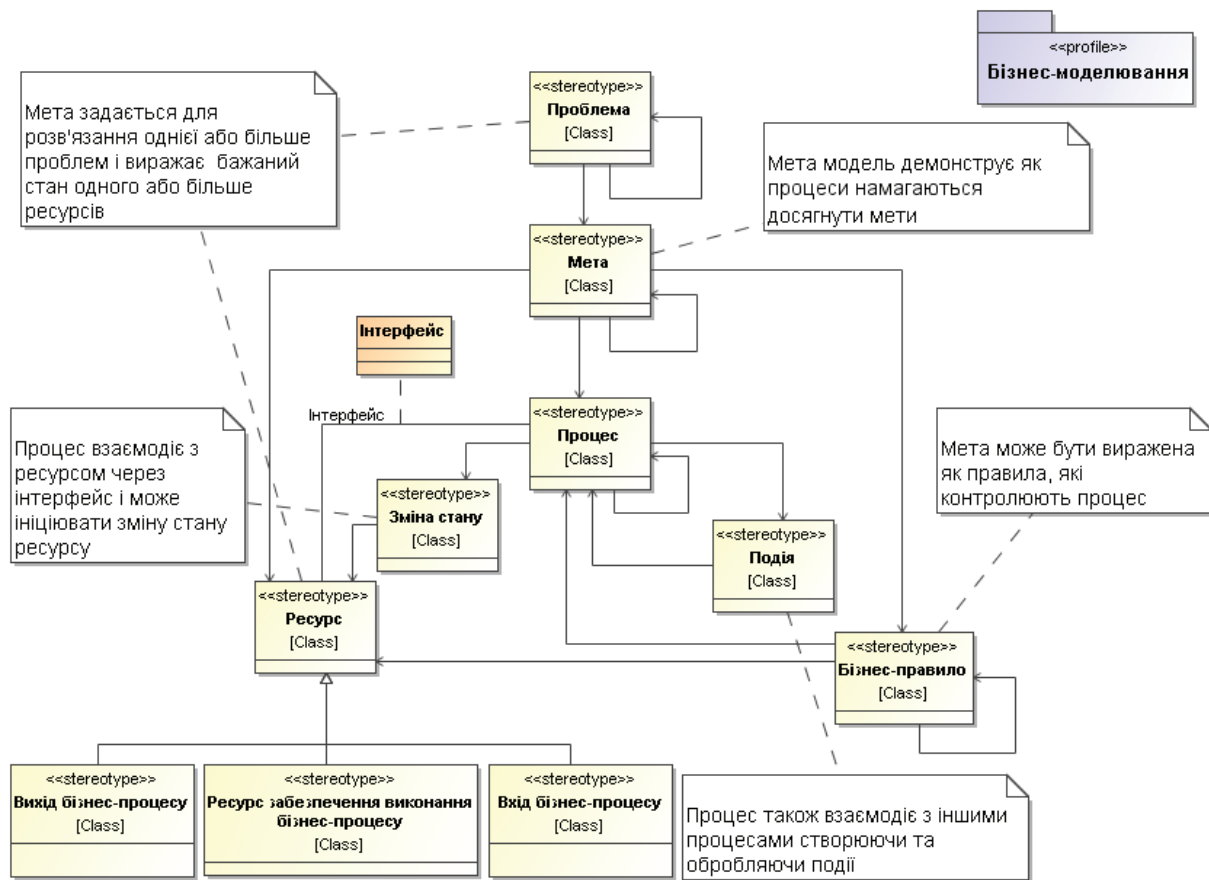 <<profile>>
Бізнес-моделювання
Мета задається для
розв'язання однієї або більше
проблем і виражає бажаний
стан одного або більше
ресурсів
<<stereotype>>
Проблема
[Class]
Мета модель демонструє як
процеси намагаються
досягнути мети
<<stereotype>>
Мета
[Class]
Інтерфейс
Інтерфейс
<<stereotype>>
Процес
[Class]
Процес взаємодіє з
ресурсом через
інтерфейс і може
ініціювати зміну стану
ресурсу
Мета може бути виражена
як правила, які
контролюють процес
<<stereotype>>
Зміна стану
[Class]
<<stereotype>>
Подія
[Class]
<<stereotype>>
Ресурс
[Class]
<<stereotype>>
Бізнес-правило
[Class]
<<stereotype>>
Вихід бізнес-процесу
[Class]
<<stereotype>>
Ресурс забезпечення виконання
бізнес-процесу
[Class]
<<stereotype>>
Вхід бізнес-процесу
[Class]
Процес також взаємодіє з іншими
процесами створюючи та
обробляючи події